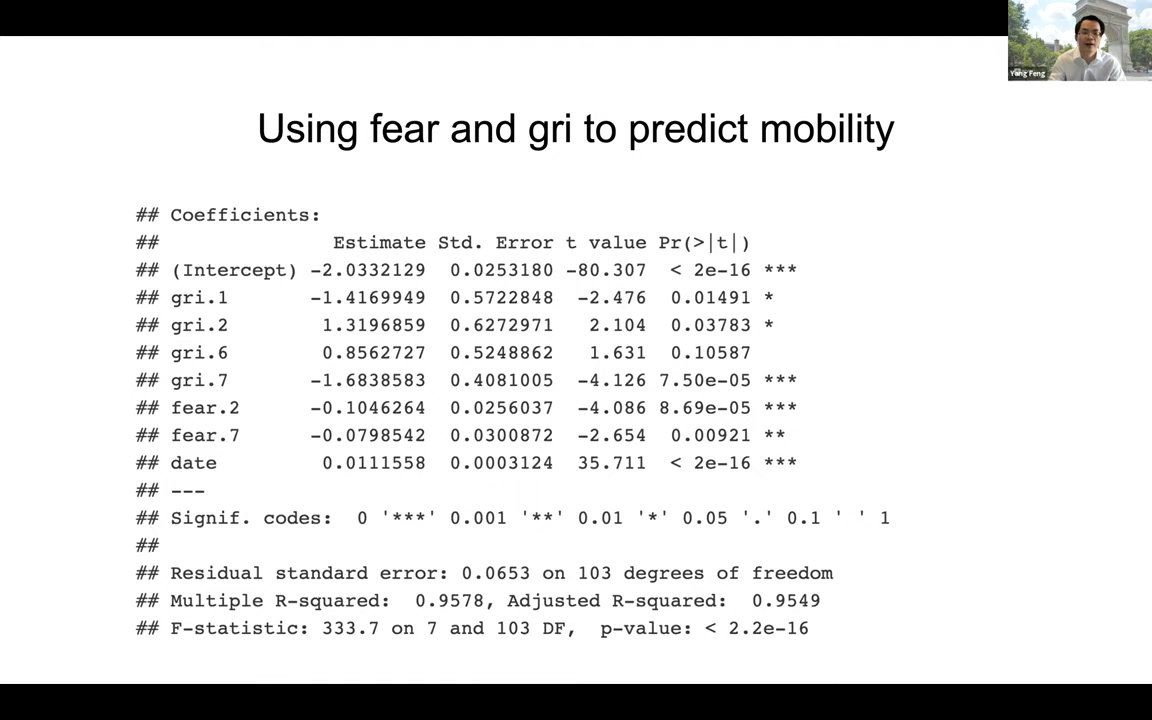 Yang Feng
Using fear and gri to predict mobility
## Coefficients:
## Estimate Std. Error t value Pr(>|t|)
## (Intercept) -2.0332129 0.0253180 -80.307 < 2e-16 ***
## gri.1 -1.4169949 0.5722848 -2.476 0.01491 *
## gri.2 1.3196859 0.6272971 2.104 0.03783 *
## gri.6 0.8562727 0.5248862 1.631 0.10587
## gri.7 -1.6838583 0.4081005 -4.126 7.50e-05 ***
## fear.2 -0.1046264 0.0256037 -4.086 8.69e-05 ***
## fear.7 -0.0798542 0.0300872 -2.654 0.00921 **
## date 0.0111558 0.0003124 35.711 < 2e-16 ***
## ---
## Signif. codes: 0 '***' 0.001 '**' 0.01 '*' 0.05 '.' 0.1 ' ' 1
##
## Residual standard error: 0.0653 on 103 degrees of freedom
## Multiple R-squared: 0.9578, Adjusted R-squared: 0.9549
## F-statistic: 333.7 on 7 and 103 DF, p-value: < 2.2e-16